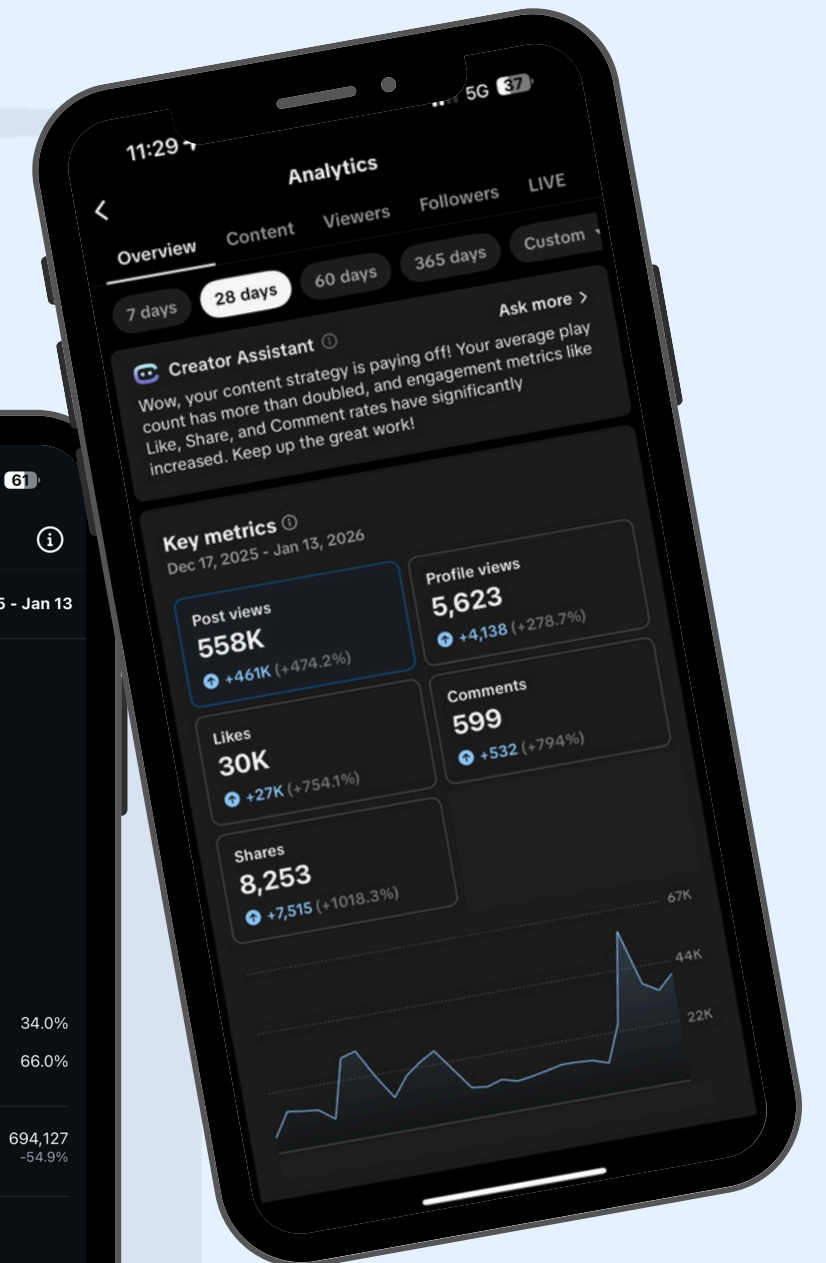 11:29
5G 37
Analytics
Overview Content Viewers Followers LIVE
7 days 28 days 60 days 365 days Custom
Creator Assistant
Ask more
Wow, your content strategy is paying off! Your average play
count has more than doubled, and engagement metrics like
Like, Share, and Comment rates have significantly
increased. Keep up the great work!
Key metrics
Dec 17, 2025 - Jan 13, 2026
Post views
558K
+461K (+474.2%)
Profile views
5,623
+4,138 (+278.7%)
Likes
30K
+27K (+754.1%)
Comments
599
+532 (+794%)
Shares
8,253
+7,515 (+1018.3%)
67K
44K
22K
61
5 - Jan 13
34.0%
66.0%
694,127
-54.9%